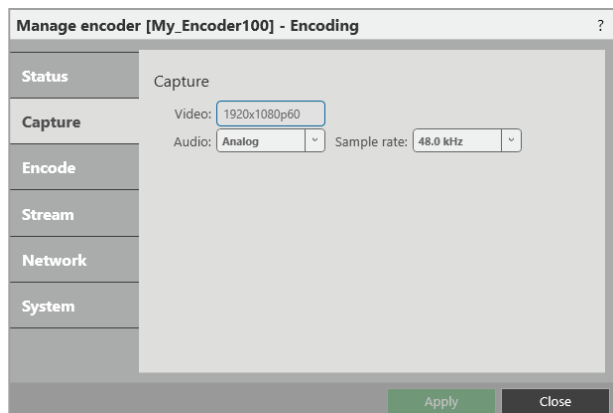 Manage encoder [My_Encoder100] - Encoding ?
Status
Capture
Encode
Stream
Network
System
Capture
Video: 1920x1080p60
Audio: Analog Sample rate: 48.0 kHz
Apply Close